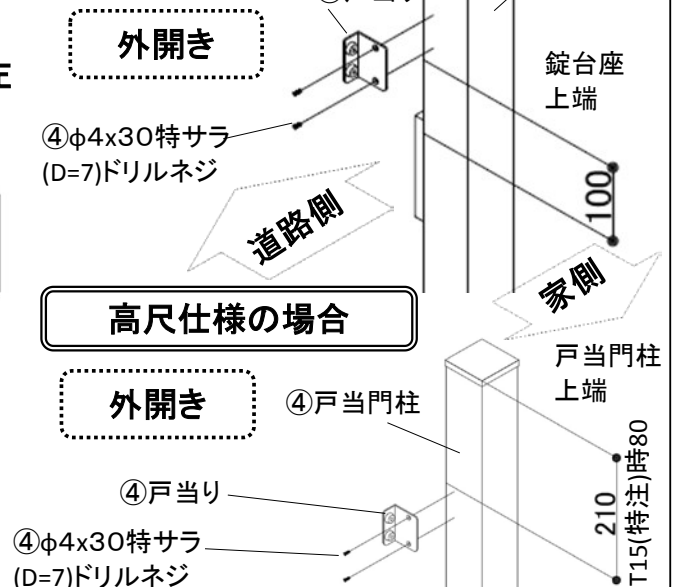 外開き
錠台座
上端
④φ4x30特サラ
(D=7)ドリルネジ
100
道路側
家側
高尺仕様の場合
戸当門柱
上端
外開き
④戸当門柱
④戸当り
210
T15(特注)時80
④φ4x30特サラ
(D=7)ドリルネジ